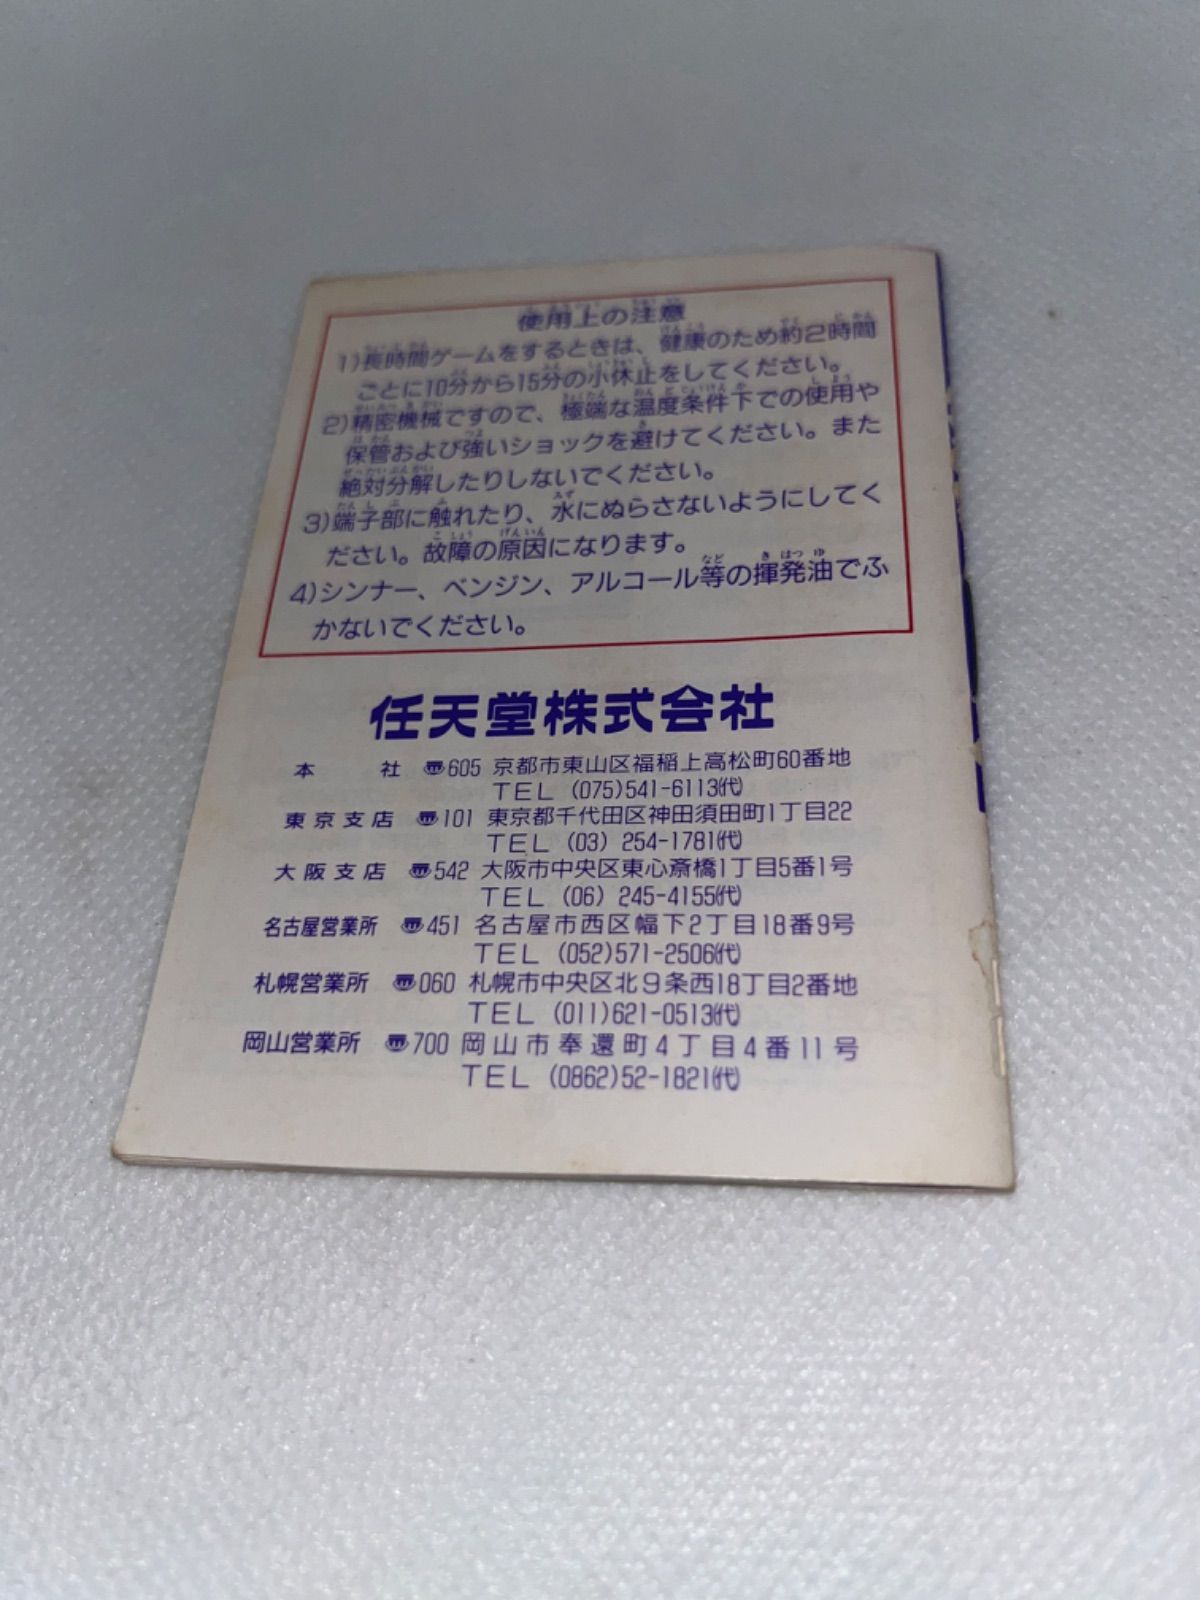 使用上の注意
1)長時間ゲームをするときは、健康のため約2時間
ごとに10分から15分の小休止をしてください。
2)精密機械ですので、極端な温度条件下での使用や
保管および強いショックを避けてください。また
絶対分解したりしないでください。
3)端子部に触れたり、水にぬらさないようにしてく
ださい。故障の原因になります。
4)シンナー、ベンジン、アルコール等の揮発油でふ
かないでください。
任天堂株式会社
本 社 〠605 京都市東山区福稲上高松町60番地
TEL (075)541-6113㈹
東京支店 〠101 東京都千代田区神田須田町1丁目22
TEL (03) 254-1781㈹
大阪支店 〠542 大阪市中央区東心斎橋1丁目5番1号
TEL (06) 245-4155㈹
名古屋営業所 〠451 名古屋市西区幅下2丁目18番9号
TEL (052)571-2506㈹
札幌営業所 〠060 札幌市中央区北9条西18丁目2番地
TEL (011)621-0513㈹
岡山営業所 〠700 岡山市奉還町4丁目4番11号
TEL (0862)52-1821㈹